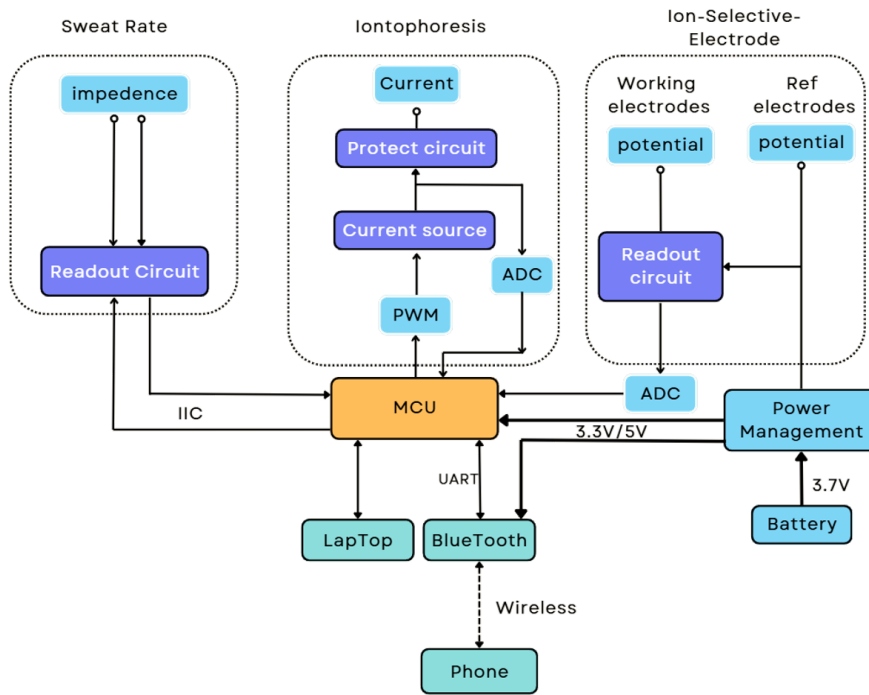 Sweat Rate
Iontophoresis
Ion-Selective-
Electrode
impedence
Current
Working
electrodes
Ref
electrodes
Protect circuit
potential
potential
Current source
Readout Circuit
Readout
circuit
ADC
PWM
IIC
MCU
ADC
Power
Management
3.3V/5V
UART
3.7V
LapTop
BlueTooth
Battery
Wireless
Phone